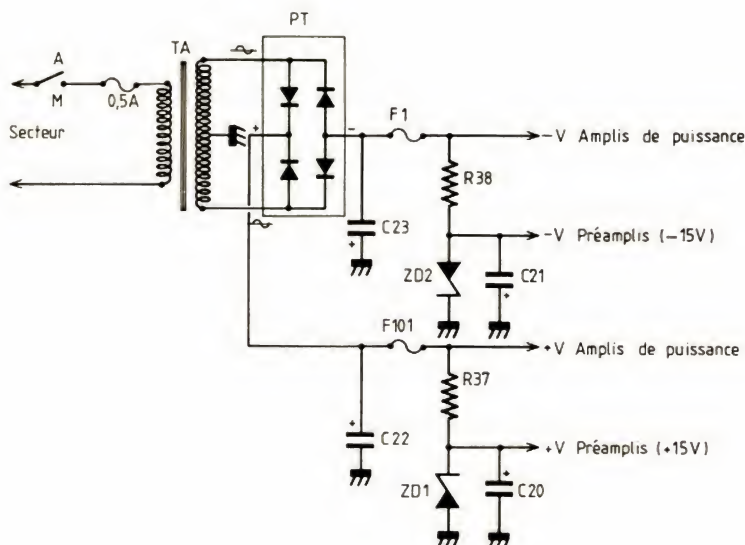 PT
TA
A
M
0,5A
Secteur
+
−
F1
−V Amplis de puissance
R38
C23
+
−V Préamplis (−15V)
ZD2
C21
+
F101
+V Amplis de puissance
R37
+
C22
+V Préamplis (+15V)
ZD1
+
C20